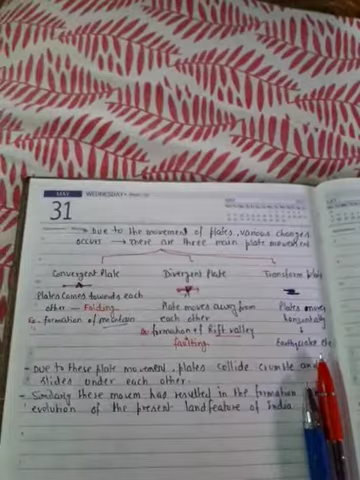 MAY WEDNESDAY
31
Due to the movement of plates, various changes
occurs → There are three main plate movement
Convergent Plate Divergent Plate Transform Plate
Plates comes towards each Plate moves away from Plates moves
other — Folding each other horizontally
Ex- formation of mountain Ex formation of Rift valley
faulting Earthquake
- Due to these plate movement, plates collide crumble and
slides under each other.
- Similarly these movem has resulted in the formation
evolution of the present landfeature of India